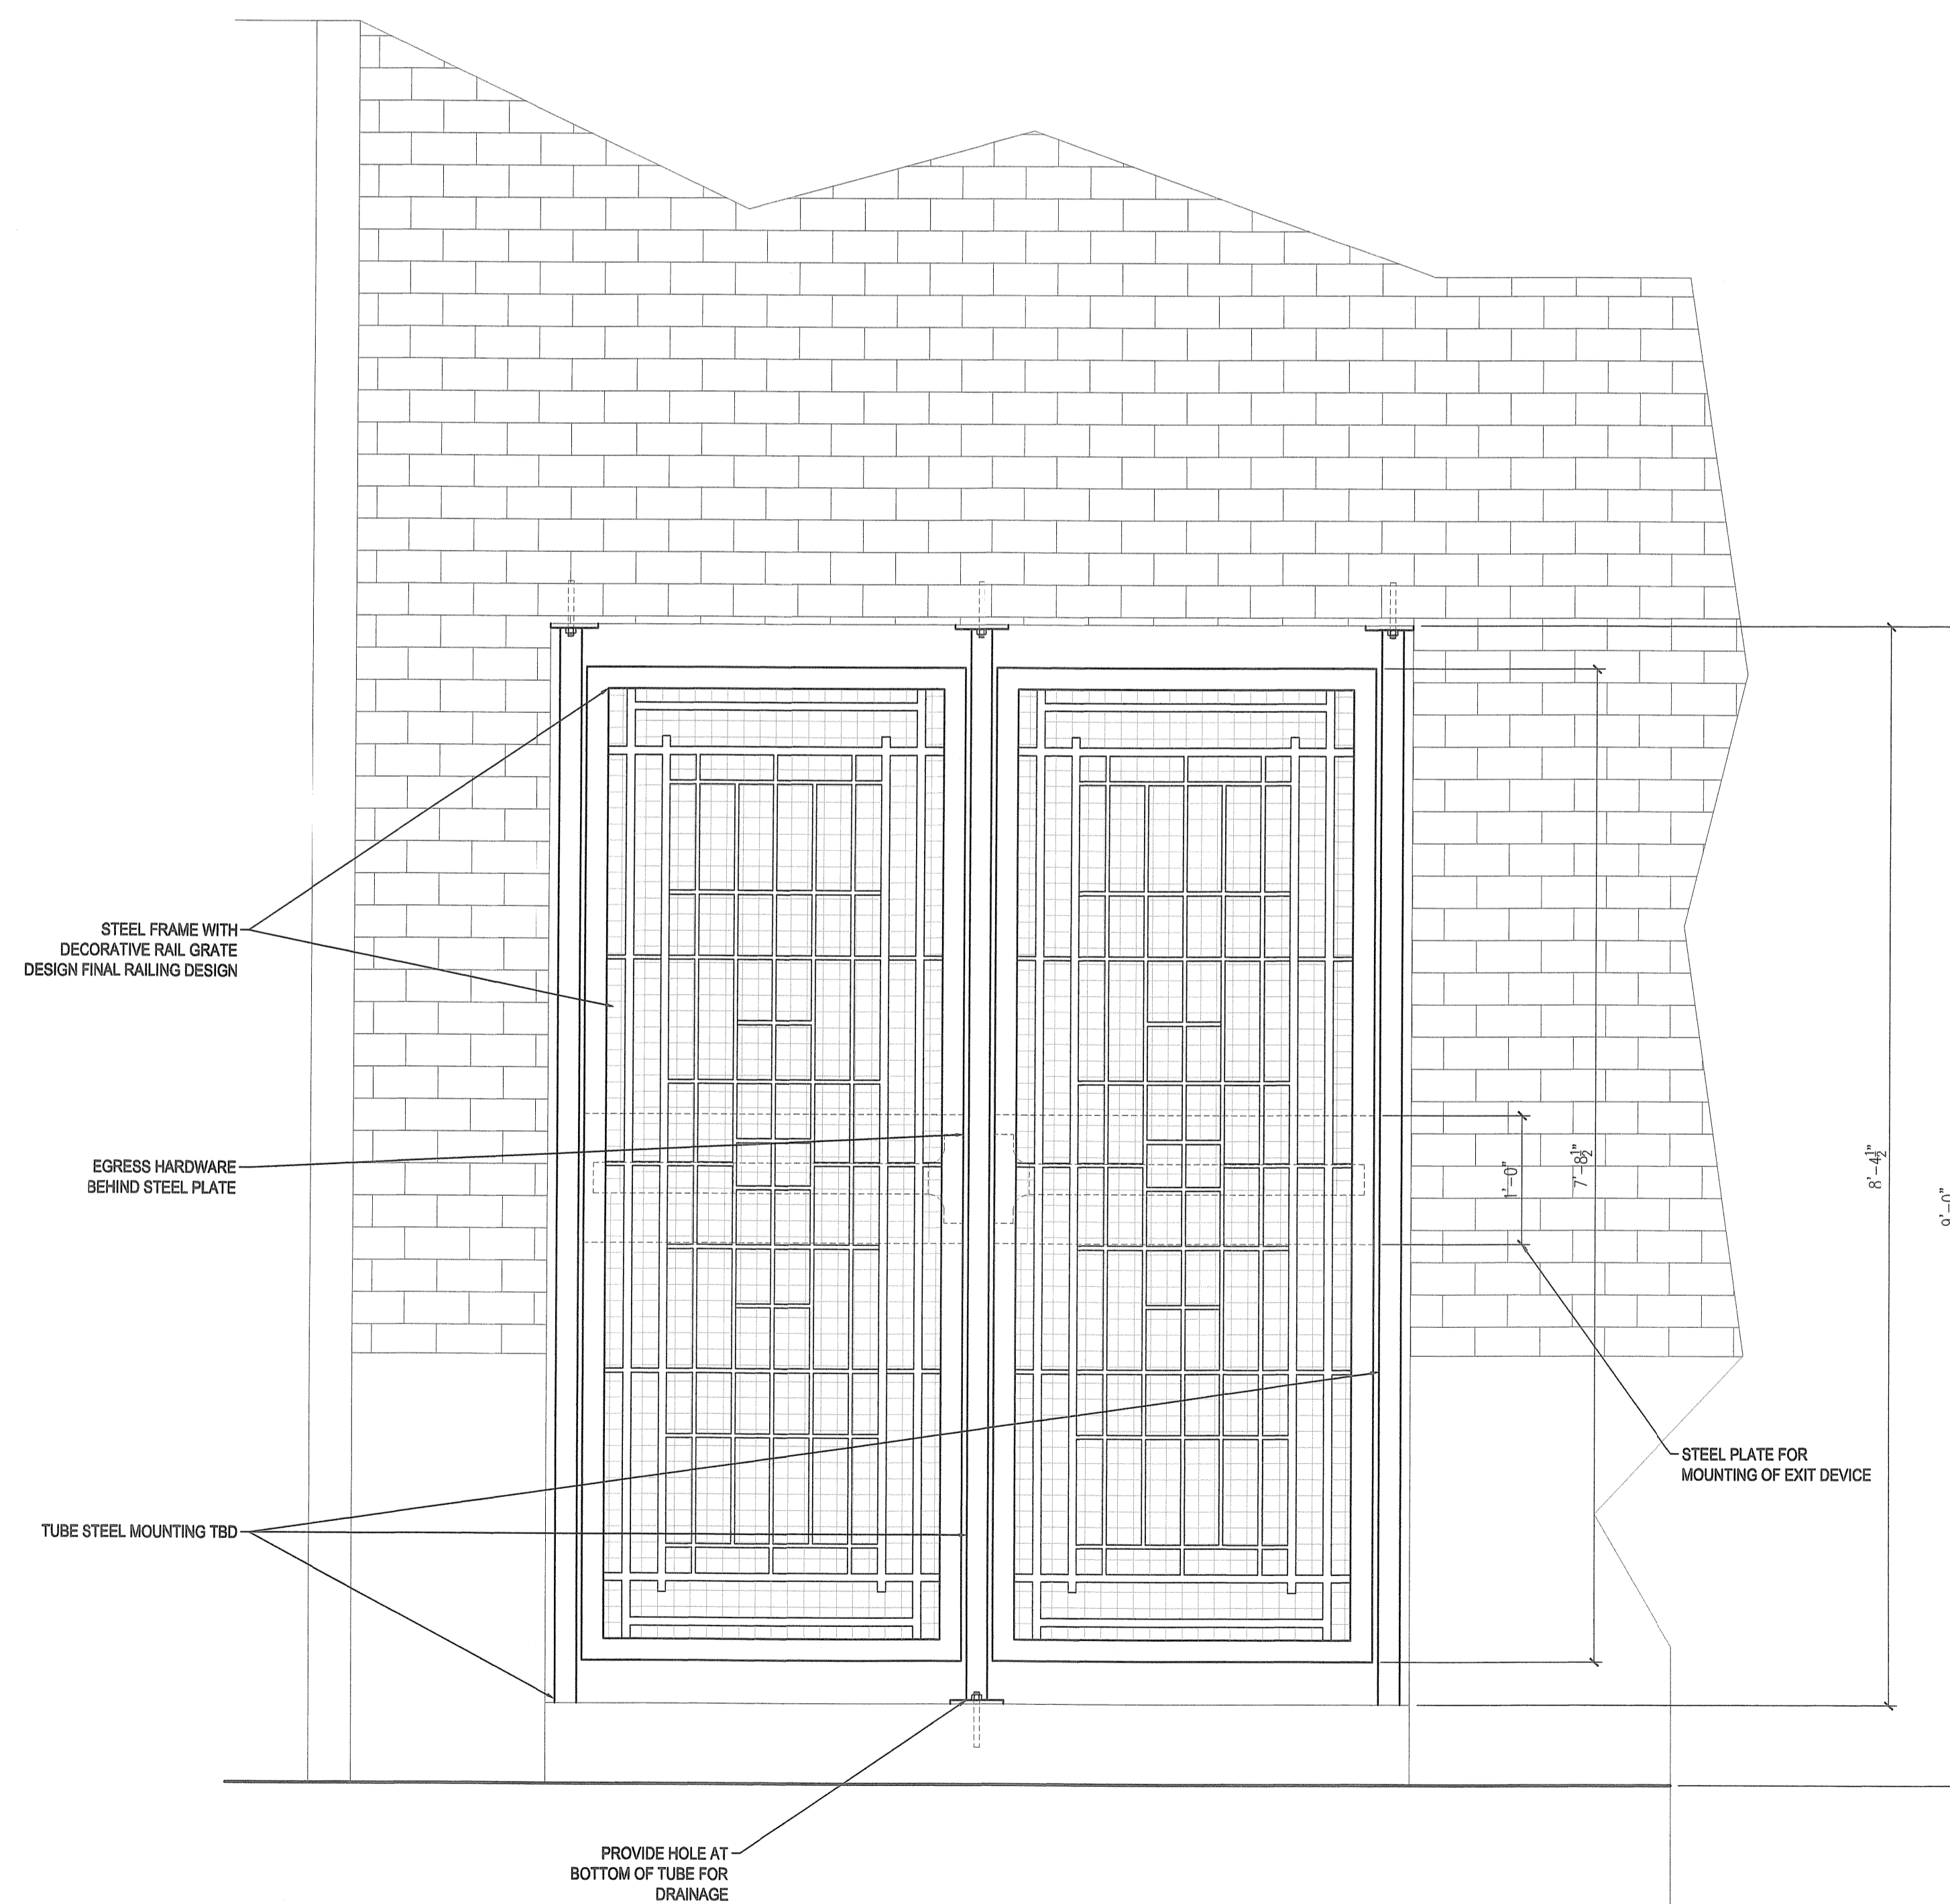 STEEL FRAME WITH
DECORATIVE RAIL GRATE
DESIGN FINAL RAILING DESIGN
EGRESS HARDWARE
BEHIND STEEL PLATE
1'-0"
7'-8½"
8'-4½"
9'-0"
STEEL PLATE FOR
MOUNTING OF EXIT DEVICE
TUBE STEEL MOUNTING TBD
PROVIDE HOLE AT
BOTTOM OF TUBE FOR
DRAINAGE